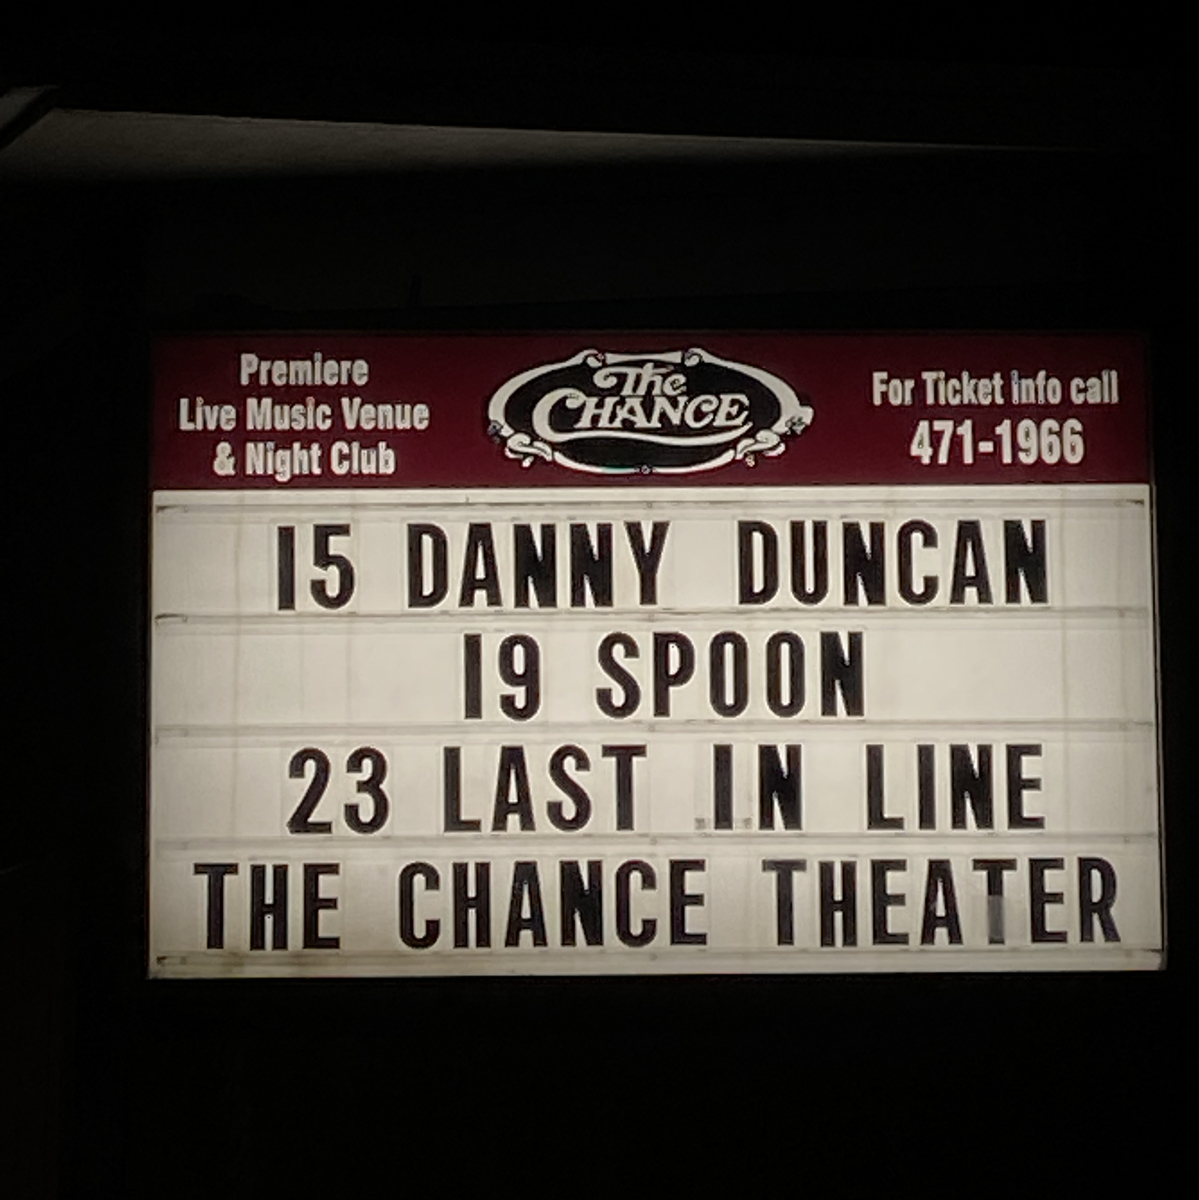 Premiere
Live Music Venue
& Night Club
The
CHANCE
For Ticket info call
471-1966
15 DANNY DUNCAN
19 SPOON
23 LAST IN LINE
THE CHANCE THEATER